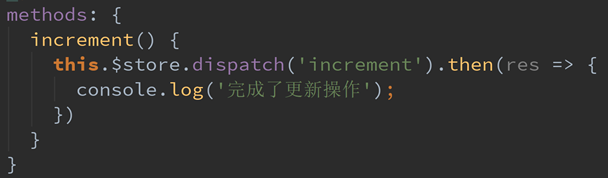 methods: {
  increment() {
    this.$store.dispatch('increment').then(res => {
      console.log('完成了更新操作');
    })
  }
}